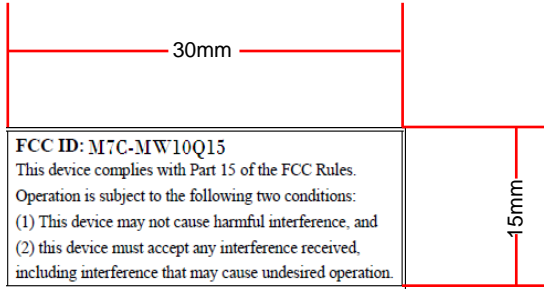 30mm
FCC ID: M7C-MW10Q15
This device complies with Part 15 of the FCC Rules.
Operation is subject to the following two conditions:
(1) This device may not cause harmful interference, and
(2) this device must accept any interference received,
including interference that may cause undesired operation.
15mm